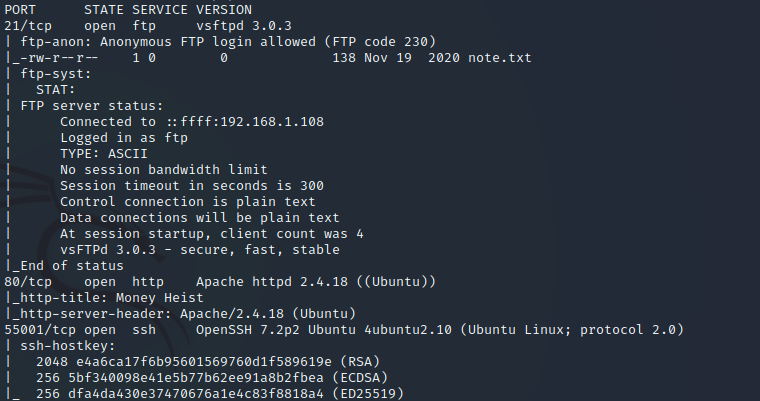 PORT      STATE SERVICE VERSION
21/tcp    open  ftp     vsftpd 3.0.3
| ftp-anon: Anonymous FTP login allowed (FTP code 230)
|_-rw-r--r--    1 0        0             138 Nov 19  2020 note.txt
| ftp-syst:
|   STAT:
| FTP server status:
|      Connected to ::ffff:192.168.1.108
|      Logged in as ftp
|      TYPE: ASCII
|      No session bandwidth limit
|      Session timeout in seconds is 300
|      Control connection is plain text
|      Data connections will be plain text
|      At session startup, client count was 4
|      vsFTPd 3.0.3 - secure, fast, stable
|_End of status
80/tcp    open  http    Apache httpd 2.4.18 ((Ubuntu))
|_http-title: Money Heist
|_http-server-header: Apache/2.4.18 (Ubuntu)
55001/tcp open  ssh     OpenSSH 7.2p2 Ubuntu 4ubuntu2.10 (Ubuntu Linux; protocol 2.0)
| ssh-hostkey:
|   2048 e4a6ca17f6b95601569760d1f589619e (RSA)
|   256 5bf340098e41e5b77b62ee91a8b2fbea (ECDSA)
|_  256 dfa4da430e37470676a1e4c83f8818a4 (ED25519)